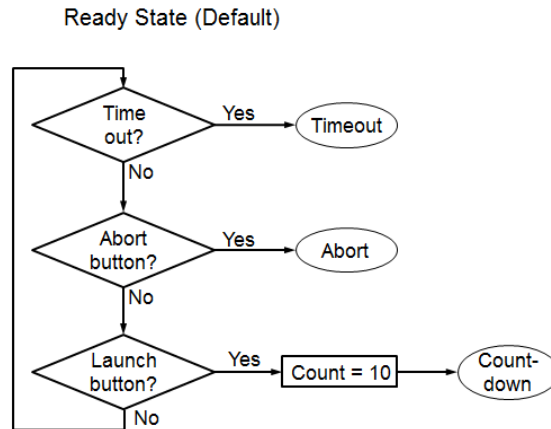 Ready State (Default)
Time
out?
Yes
Timeout
No
Abort
button?
Yes
Abort
No
Launch
button?
Yes
Count = 10
Count-
down
No